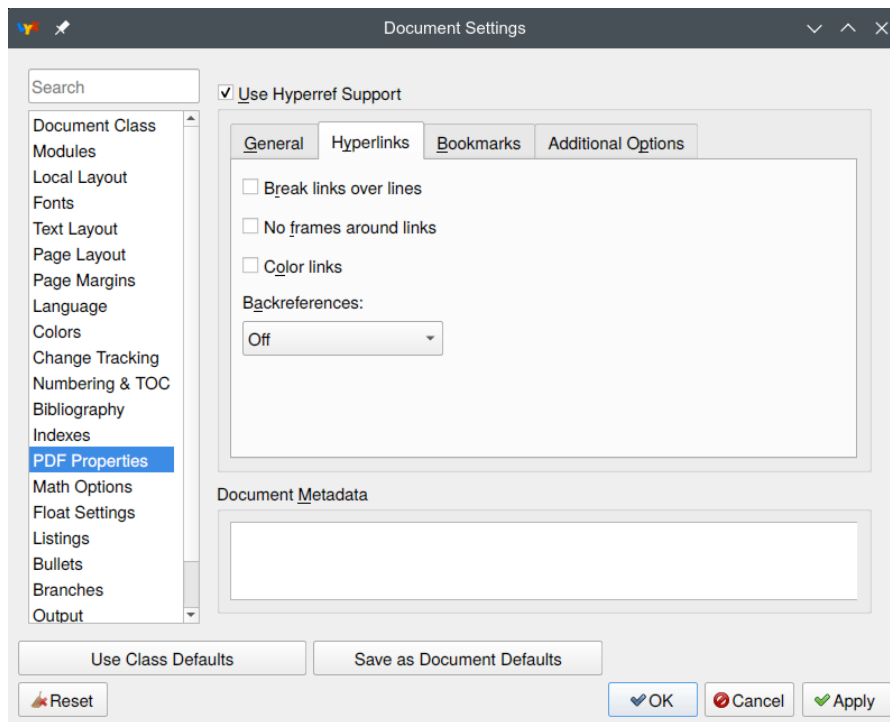 Document Settings
Search
Document Class
Modules
Local Layout
Fonts
Text Layout
Page Layout
Page Margins
Language
Colors
Change Tracking
Numbering & TOC
Bibliography
Indexes
PDF Properties
Math Options
Float Settings
Listings
Bullets
Branches
Output
Use Hyperref Support
General Hyperlinks Bookmarks Additional Options
Break links over lines
No frames around links
Color links
Backreferences:
Off
Document Metadata
Use Class Defaults Save as Document Defaults
Reset OK Cancel Apply